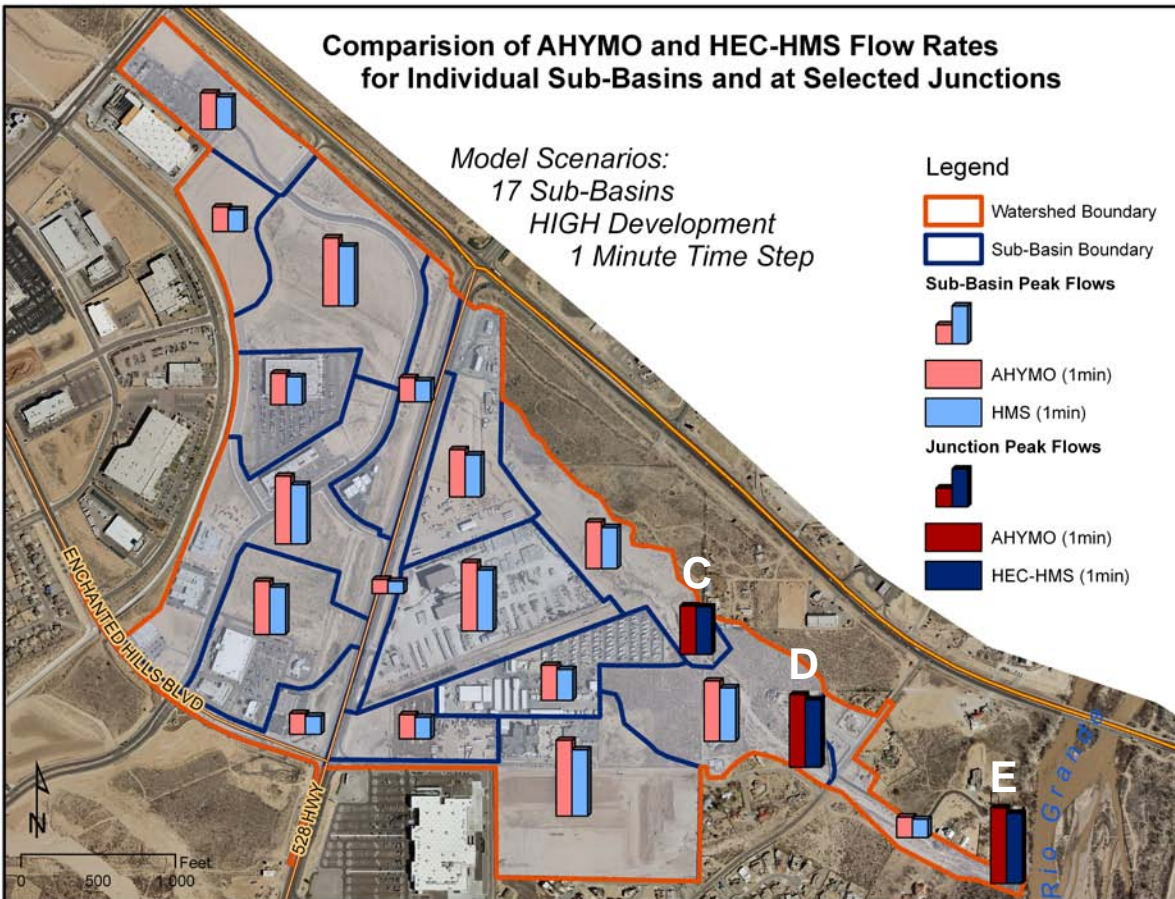 Comparision of AHYMO and HEC-HMS Flow Rates
for Individual Sub-Basins and at Selected Junctions
Model Scenarios:
17 Sub-Basins
HIGH Development
1 Minute Time Step
Legend
Watershed Boundary
Sub-Basin Boundary
Sub-Basin Peak Flows
AHYMO (1min)
HMS (1min)
Junction Peak Flows
AHYMO (1min)
HEC-HMS (1min)
C
D
E
ENCHANTED HILLS BLVD
528 HWY
Rio Grande
N
Feet
0 500 1,000